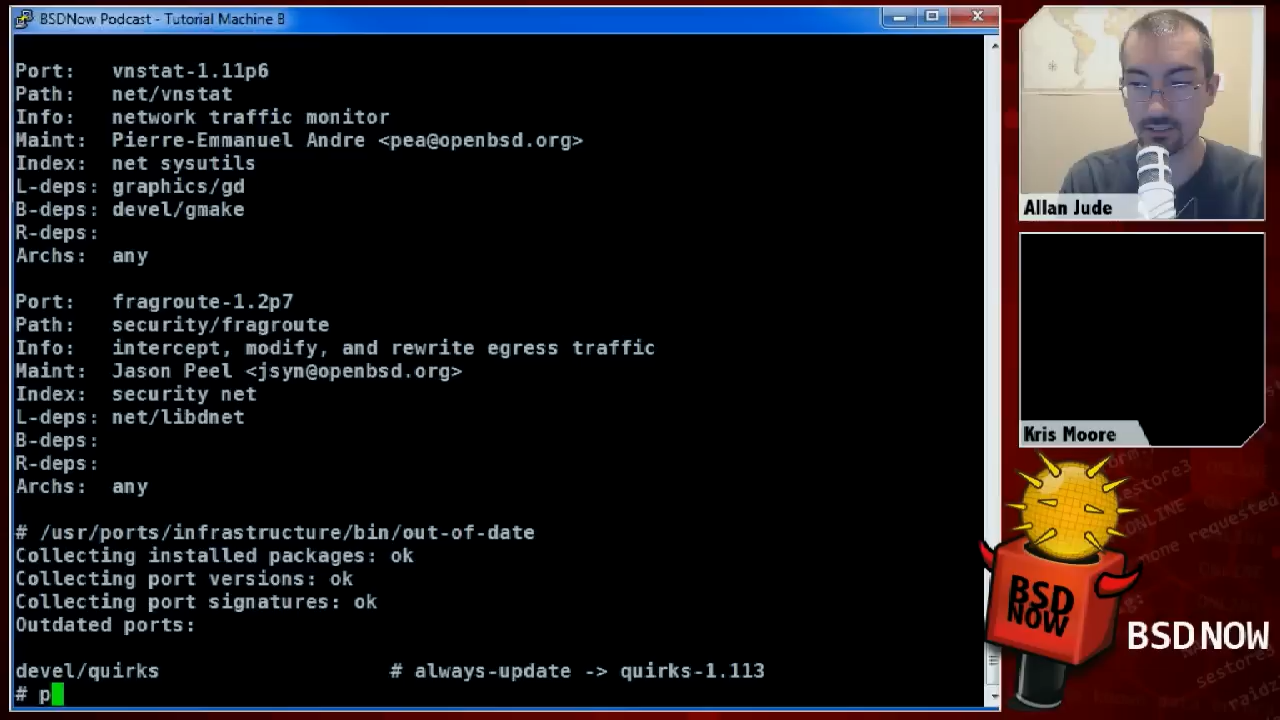 BSDNow Podcast - Tutorial Machine B
Port: vnstat-1.11p6
Path: net/vnstat
Info: network traffic monitor
Maint: Pierre-Emmanuel Andre <pea@openbsd.org>
Index: net sysutils
L-deps: graphics/gd
B-deps: devel/gmake
R-deps:
Archs: any
Port: fragroute-1.2p7
Path: security/fragroute
Info: intercept, modify, and rewrite egress traffic
Maint: Jason Peel <jsyn@openbsd.org>
Index: security net
L-deps: net/libdnet
B-deps:
R-deps:
Archs: any
# /usr/ports/infrastructure/bin/out-of-date
Collecting installed packages: ok
Collecting port versions: ok
Collecting port signatures: ok
Outdated ports:
devel/quirks # always-update -> quirks-1.113
# p
Allan Jude
Kris Moore
BSD
NOW
BSDNOW